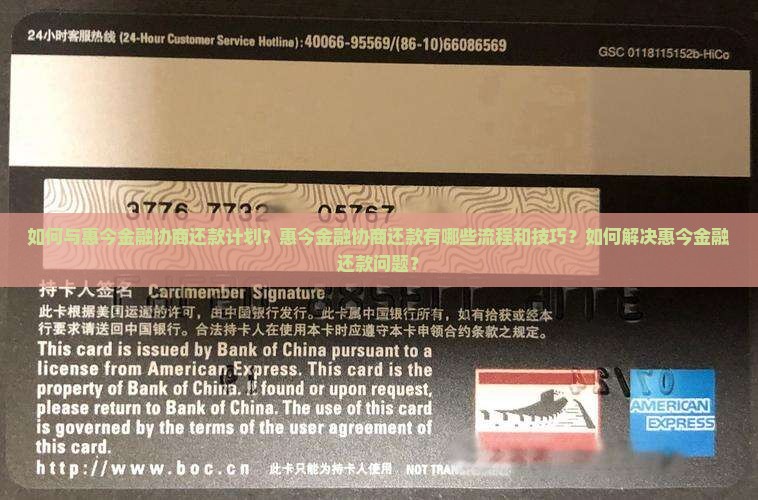 24小时客服热线 (24-Hour Customer Service Hotline):40066-95569/(86-10)66086569
GSC 0118115152b-HiCo
3776 7732 05767
如何与惠今金融协商还款计划？惠今金融协商还款有哪些流程和技巧？如何解决惠今金融
还款问题？
持卡人签名 Cardmember Signature
此卡根据美国运通的许可，由中国银行发行。此卡属中国银行所有，如有拾获或经本
行要求请送回中国银行。合法持卡人在使用本卡时应遵守本卡申领合约条款之规定。
This card is issued by Bank of China pursuant to a
license from American Express. This card is the
property of Bank of China. If found or upon request,
please return to Bank of China. The use of this card
is governed by the terms of the user agreement of
this card.
AMERICAN
EXPRESS
http://www.boc.cn 此卡只能为持卡人使用 NOT